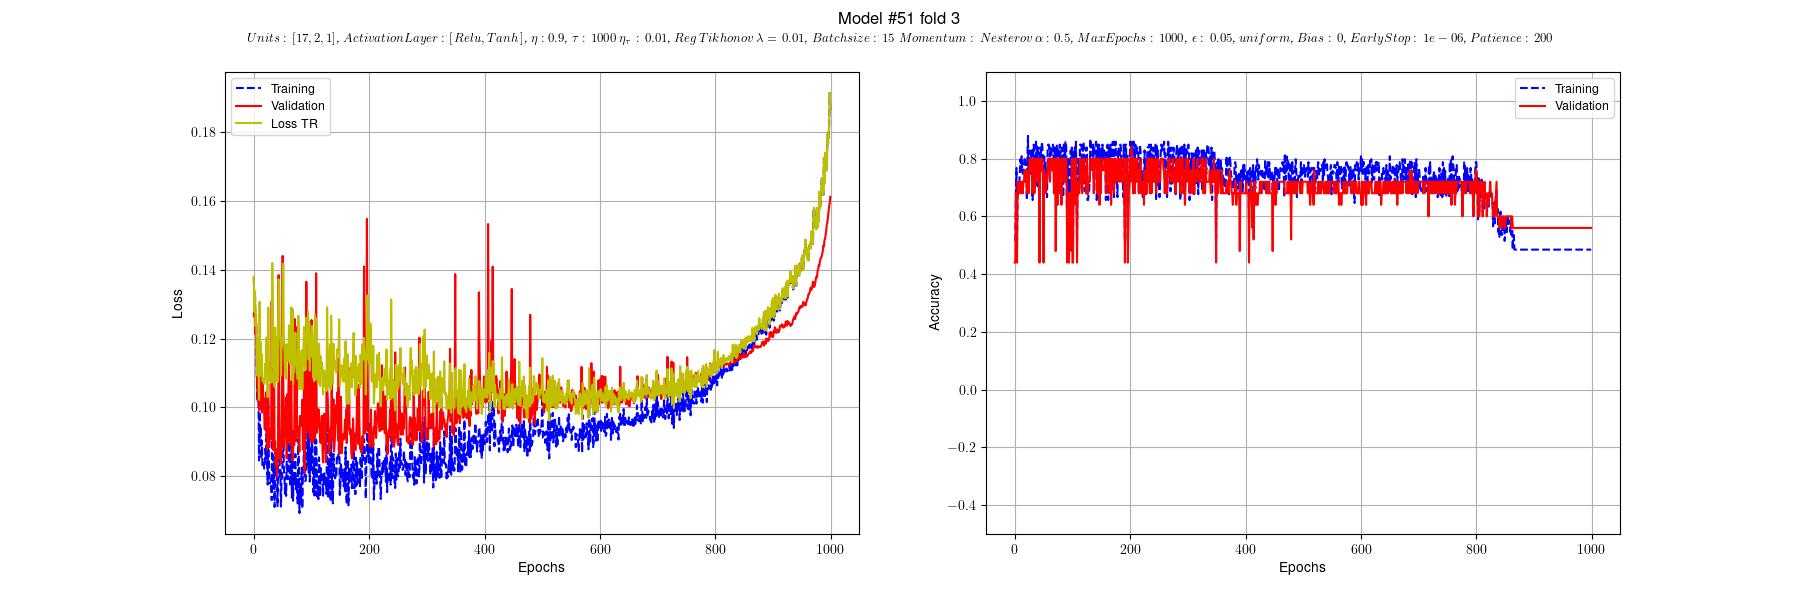 Model #51 fold 3
Units : [17, 2, 1], ActivationLayer : [Relu, Tanh], η : 0.9, τ : 1000 ητ : 0.01, Reg Tikhonov λ = 0.01, Batchsize : 15 Momentum : Nesterov α : 0.5, MaxEpochs : 1000, ϵ : 0.05, uniform, Bias : 0, EarlyStop : 1e − 06, Patience : 200
Training
Validation
Loss TR
0.18
0.16
0.14
0.12
0.10
0.08
Loss
0
200
400
600
800
1000
Epochs
Training
Validation
1.0
0.8
0.6
0.4
0.2
0.0
−0.2
−0.4
Accuracy
0
200
400
600
800
1000
Epochs